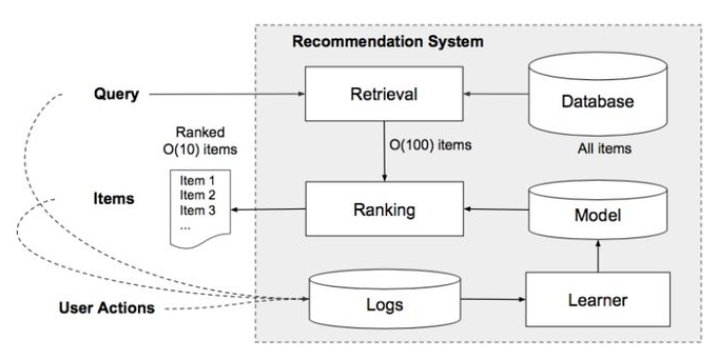 Recommendation System
Query
Retrieval
Database
All items
Ranked
O(10) items
O(100) items
Items
Item 1
Item 2
Item 3
...
Ranking
Model
User Actions
Logs
Learner